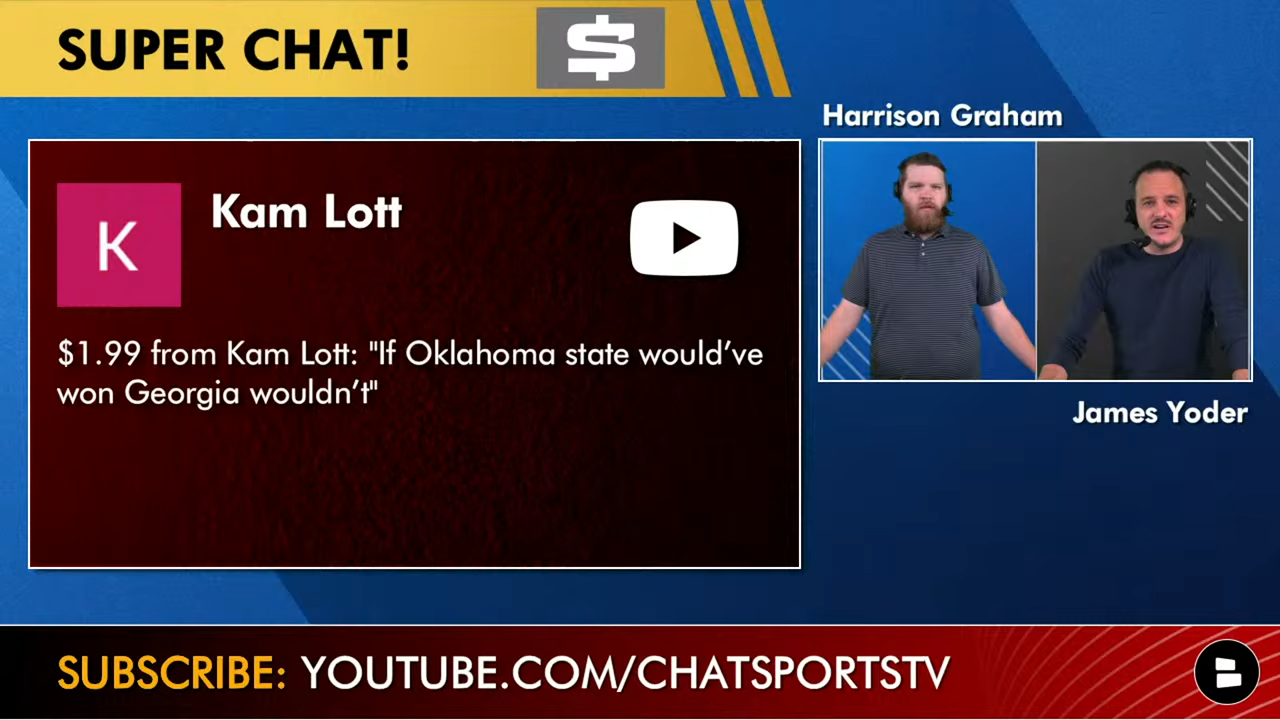 SUPER CHAT!
$
Harrison Graham
K
Kam Lott
$1.99 from Kam Lott: "If Oklahoma state would’ve
won Georgia wouldn’t"
James Yoder
SUBSCRIBE: YOUTUBE.COM/CHATSPORTSTV